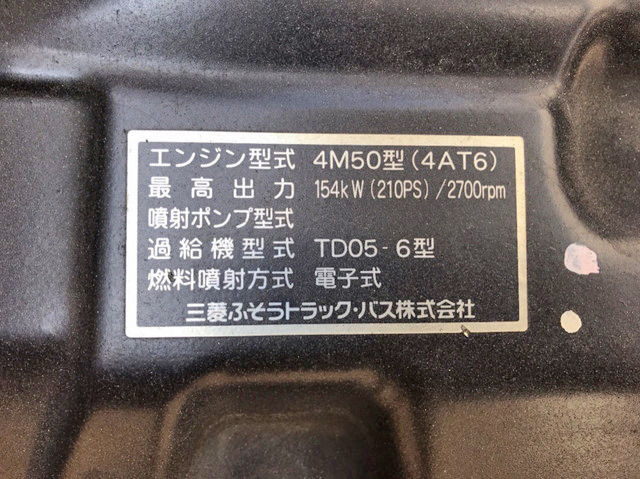 エンジン型式 4M50型(4AT6)
最高出力 154kW(210PS)/2700rpm
噴射ポンプ型式
過給機型式 TD05-6型
燃料噴射方式 電子式
三菱ふそうトラック・バス株式会社